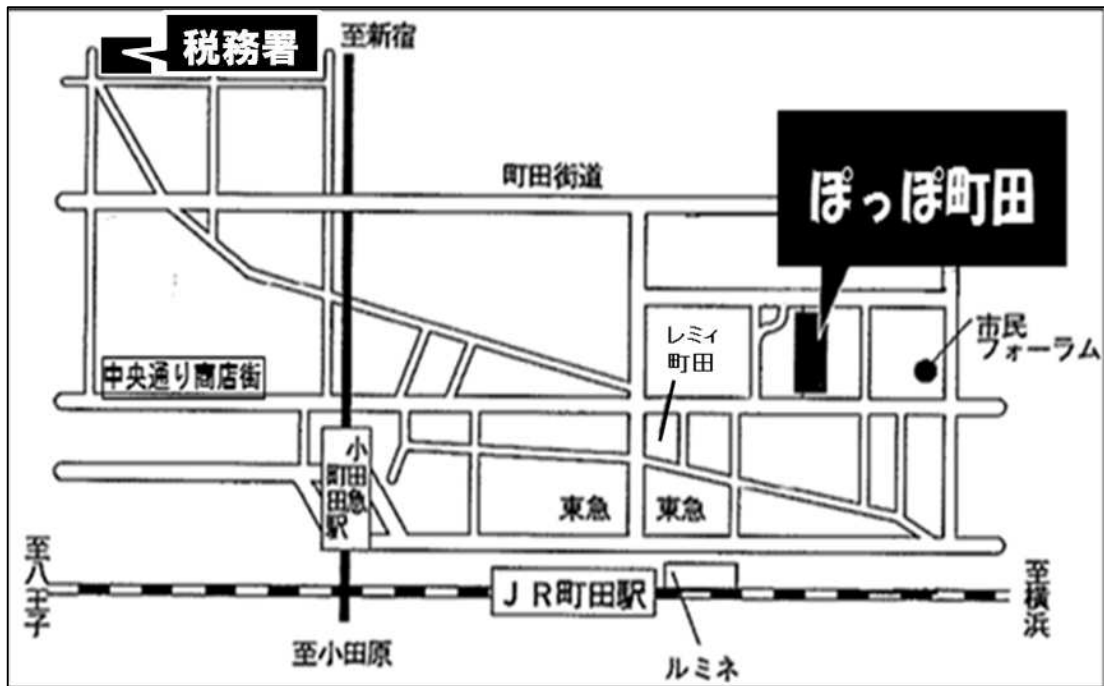 税務署
至新宿
町田街道
ぽっぽ町田
レミィ
町田
市民
フォーラム
中央通り商店街
小田急
町田駅
東急
東急
至八王子
JR町田駅
至横浜
至小田原
ルミネ